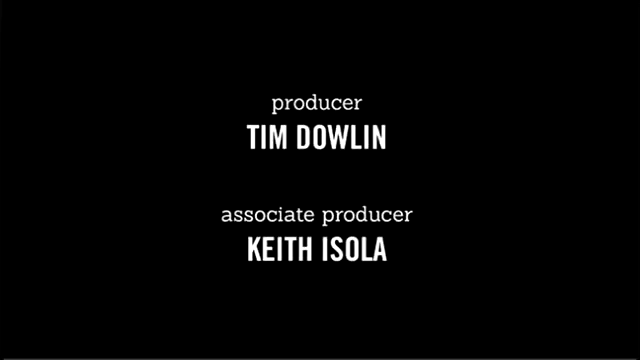 producer
TIM DOWLIN
associate producer
KEITH ISOLA